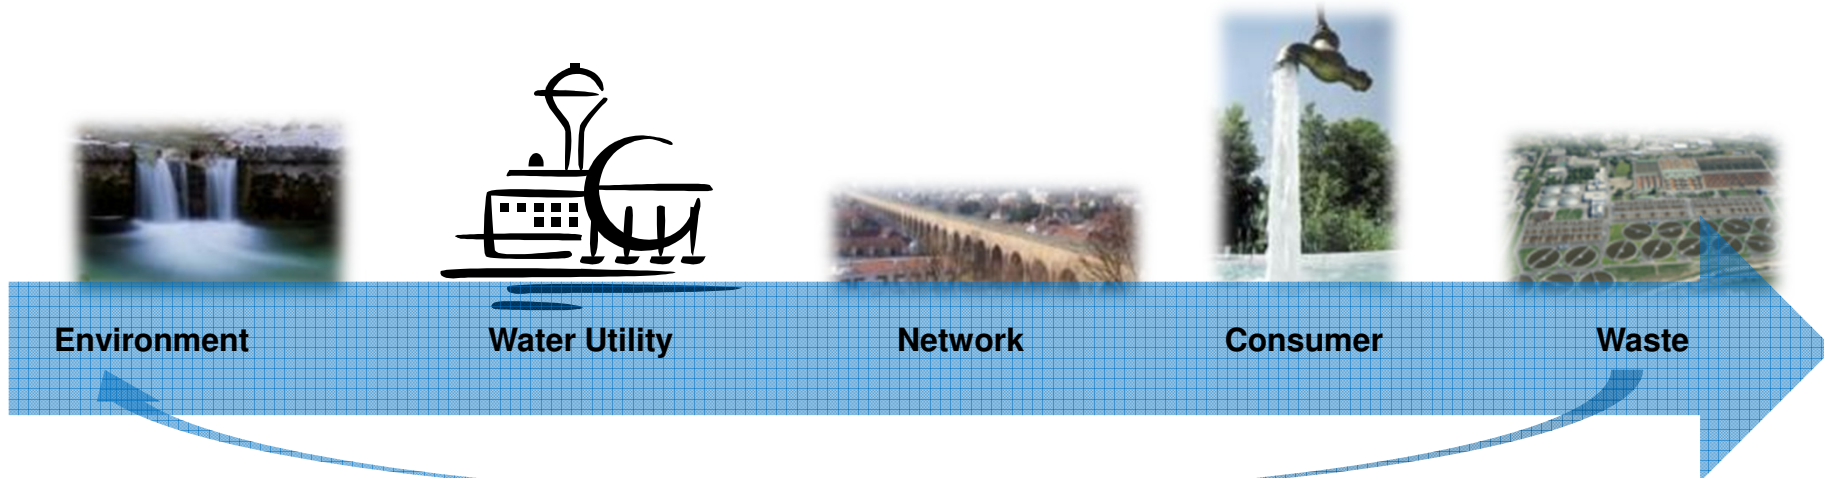 Environment
Water Utility
Network
Consumer
Waste